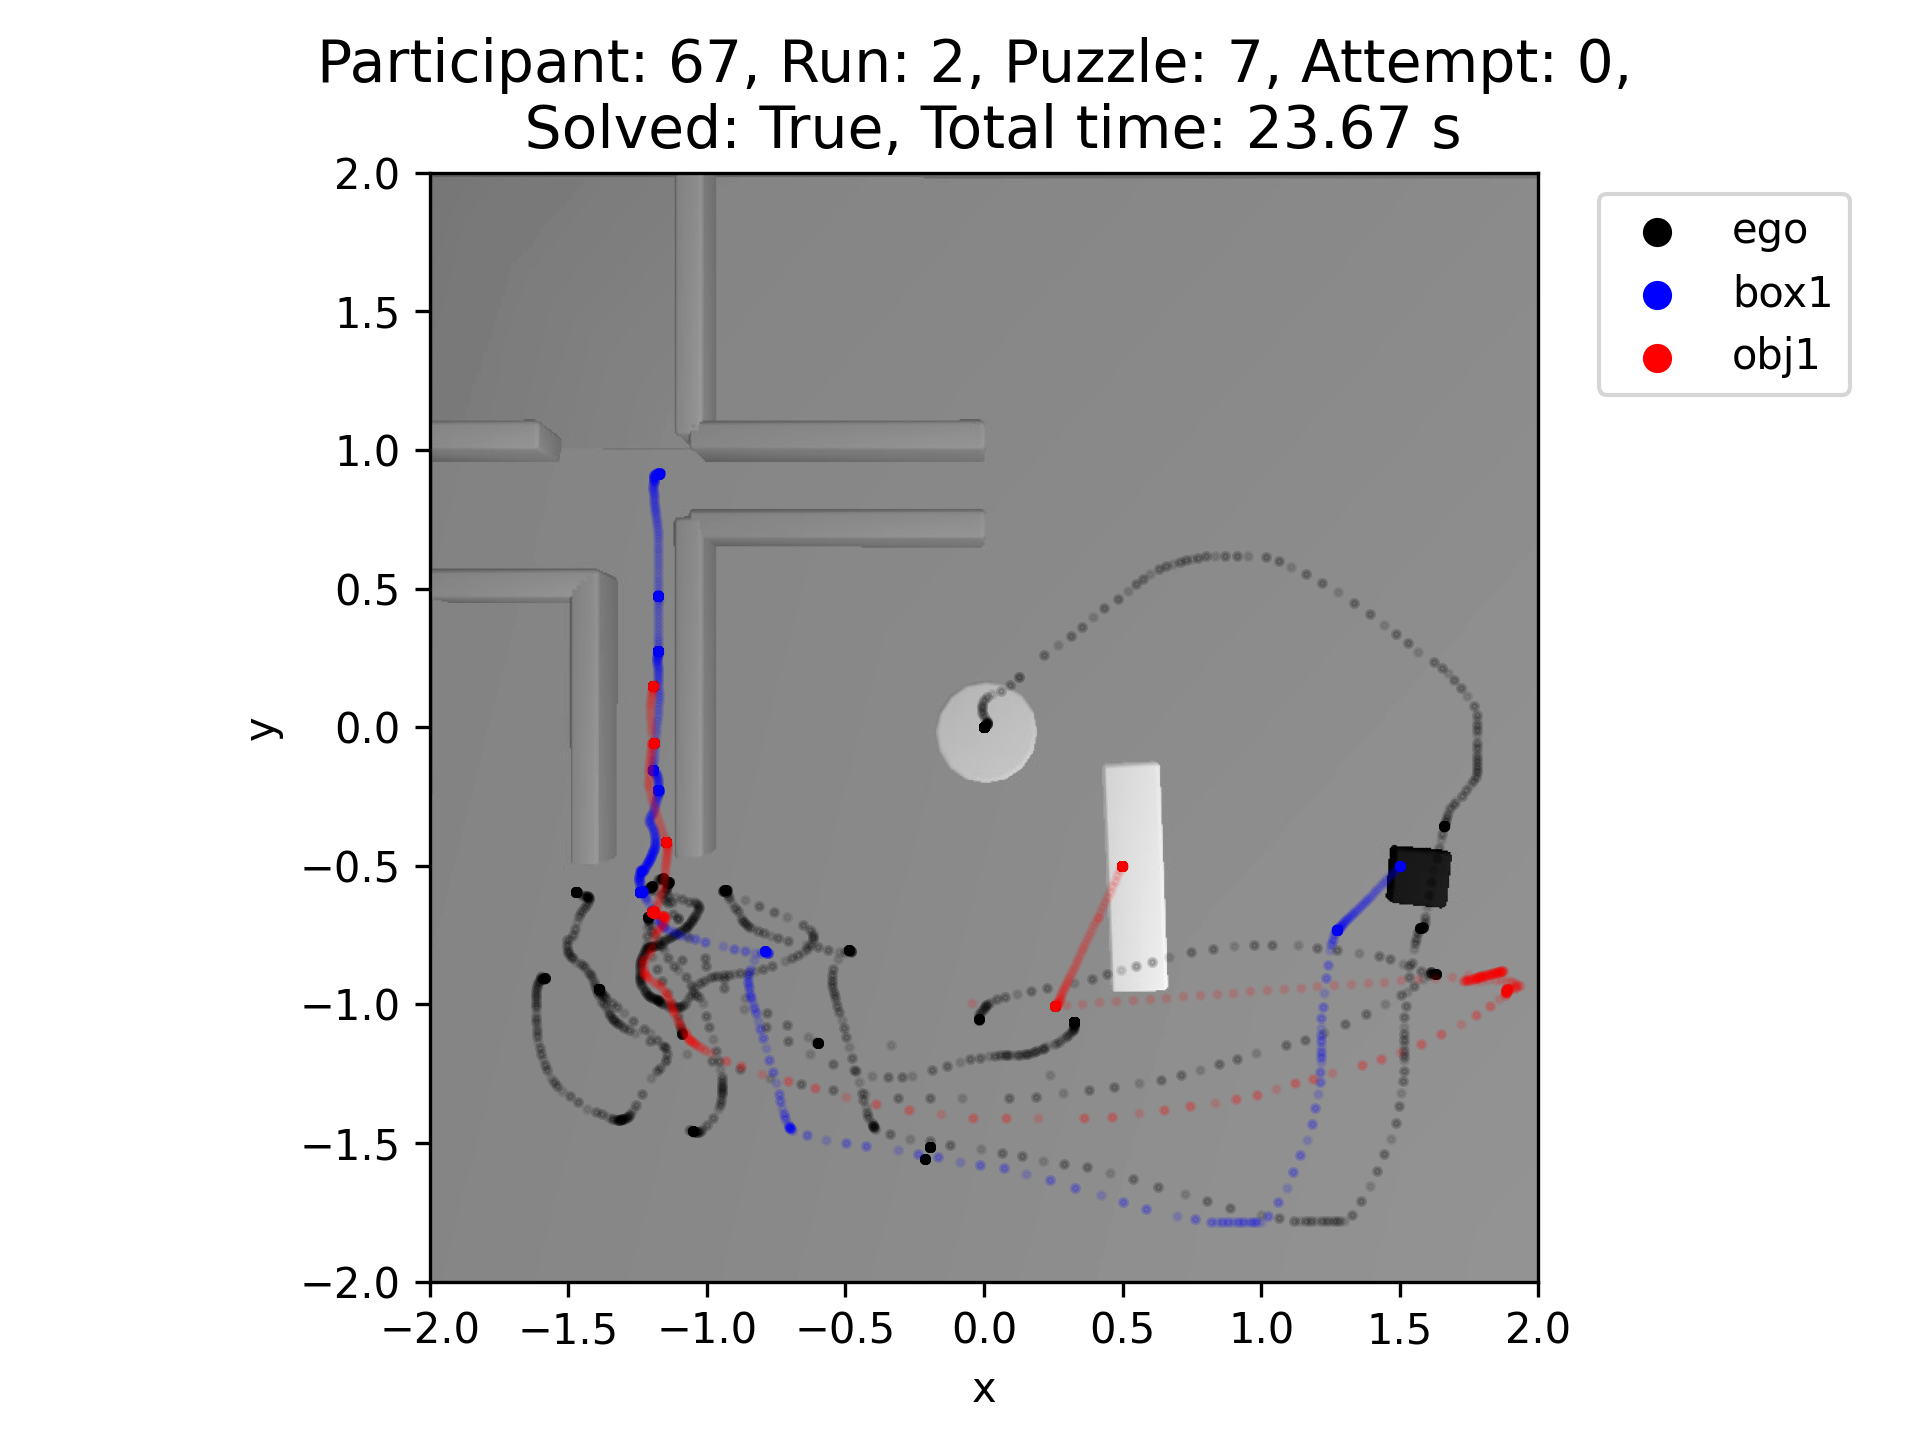 Participant: 67, Run: 2, Puzzle: 7, Attempt: 0,
Solved: True, Total time: 23.67 s
ego
box1
obj1
2.0
1.5
1.0
0.5
0.0
−0.5
−1.0
−1.5
−2.0
y
−2.0 −1.5 −1.0 −0.5 0.0 0.5 1.0 1.5 2.0
x